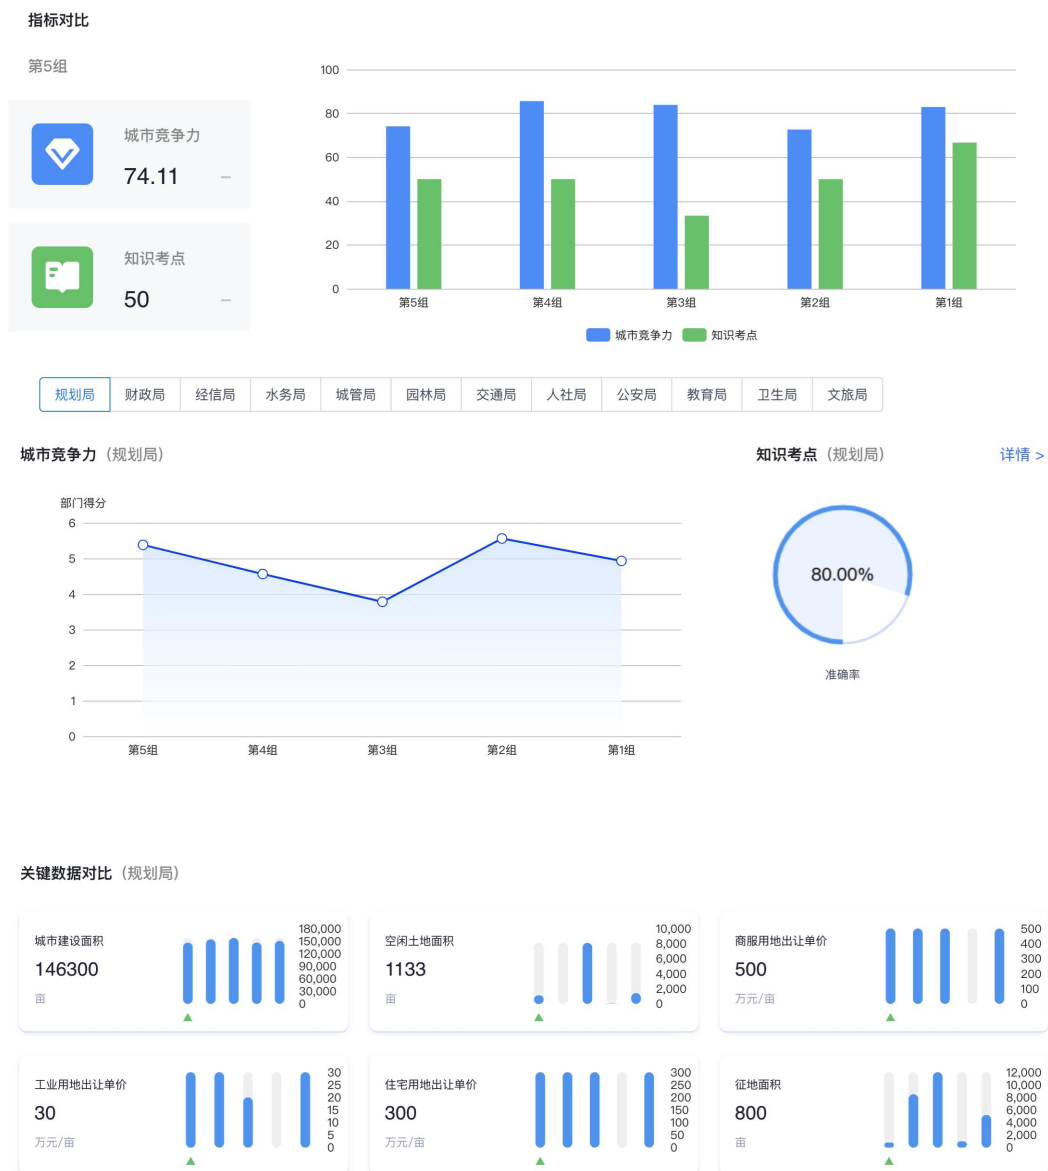 指标对比
第5组
城市竞争力
74.11
–
知识考点
50
–
100
80
60
40
20
0
第5组 第4组 第3组 第2组 第1组
城市竞争力 知识考点
规划局 财政局 经信局 水务局 城管局 园林局 交通局 人社局 公安局 教育局 卫生局 文旅局
城市竞争力（规划局）
部门得分
6
5
4
3
2
1
0
第5组 第4组 第3组 第2组 第1组
知识考点（规划局） 详情 >
80.00%
准确率
关键数据对比（规划局）
城市建设面积
146300
亩
180,000
150,000
120,000
90,000
60,000
30,000
0
空闲土地面积
1133
亩
10,000
8,000
6,000
4,000
2,000
0
商服用地出让单价
500
万元/亩
500
400
300
200
100
0
工业用地出让单价
30
万元/亩
30
25
20
15
10
5
0
住宅用地出让单价
300
万元/亩
300
250
200
150
100
50
0
征地面积
800
亩
12,000
10,000
8,000
6,000
4,000
2,000
0